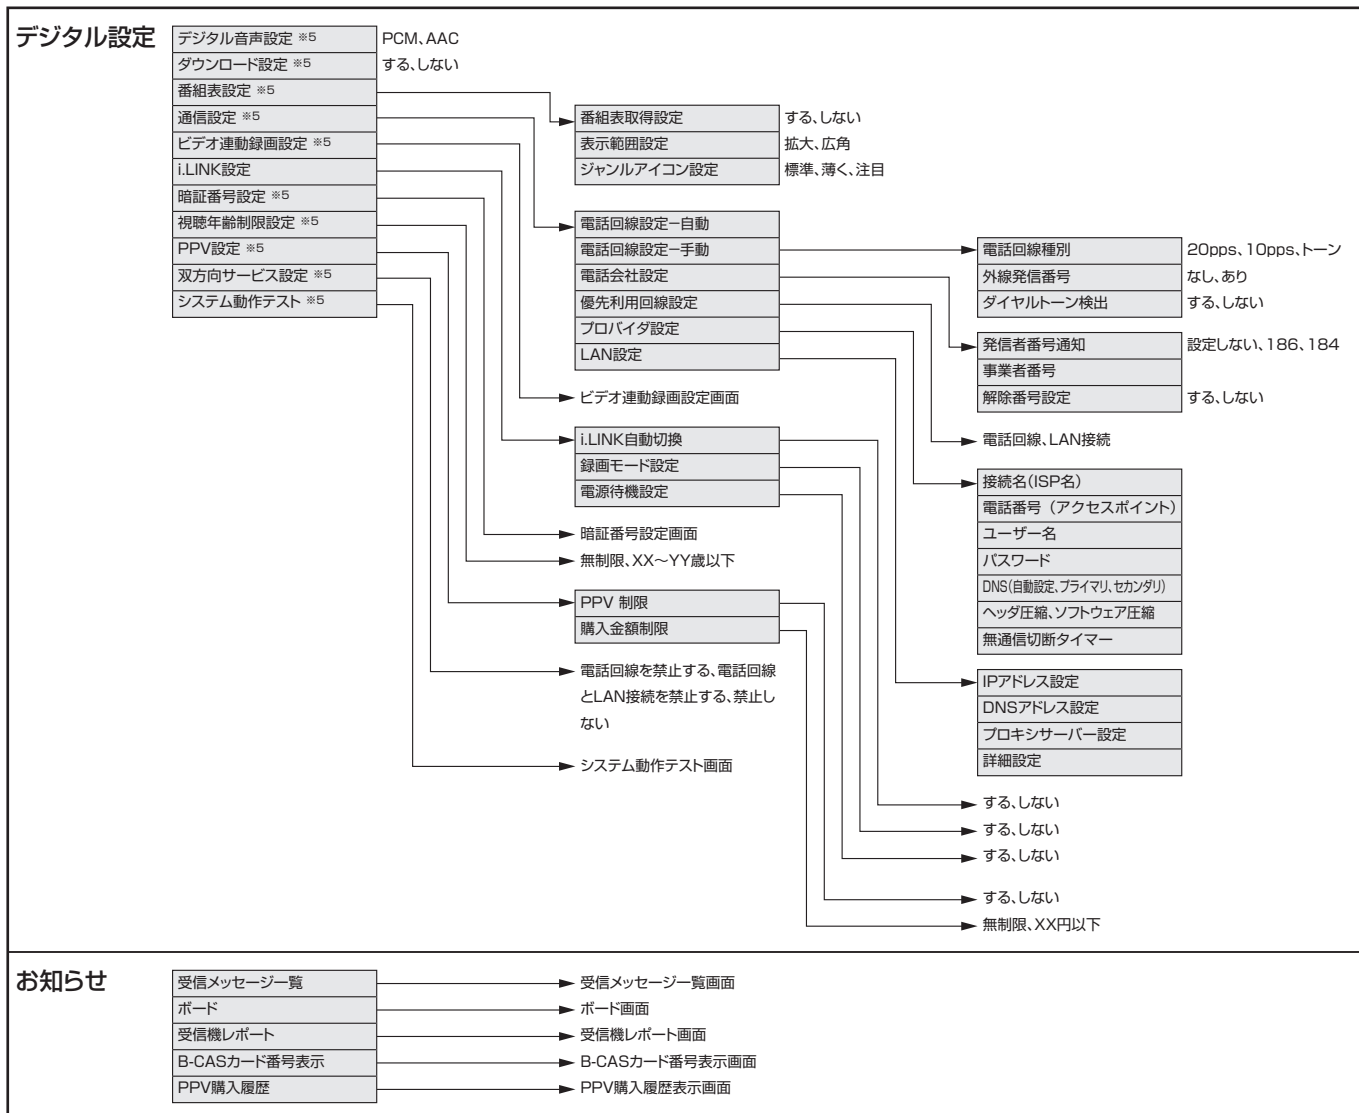 デジタル設定
デジタル音声設定 ※5 PCM、AAC
ダウンロード設定 ※5 する、しない
番組表設定 ※5
通信設定 ※5
ビデオ連動録画設定 ※5
i.LINK設定
暗証番号設定 ※5
視聴年齢制限設定 ※5
PPV設定 ※5
双方向サービス設定 ※5
システム動作テスト ※5
番組表取得設定 する、しない
表示範囲設定 拡大、広角
ジャンルアイコン設定 標準、薄く、注目
電話回線設定ー自動
電話回線設定ー手動
電話会社設定
優先利用回線設定
プロバイダ設定
LAN設定
ビデオ連動録画設定画面
i.LINK自動切換
録画モード設定
電源待機設定
暗証番号設定画面
無制限、XX～YY歳以下
PPV 制限
購入金額制限
電話回線を禁止する、電話回線
とLAN接続を禁止する、禁止し
ない
システム動作テスト画面
電話回線種別 20pps、10pps、トーン
外線発信番号 なし、あり
ダイヤルトーン検出 する、しない
発信者番号通知 設定しない、186、184
事業者番号
解除番号設定 する、しない
電話回線、LAN接続
接続名(ISP名)
電話番号（アクセスポイント）
ユーザー名
パスワード
DNS(自動設定、プライマリ、セカンダリ)
ヘッダ圧縮、ソフトウェア圧縮
無通信切断タイマー
IPアドレス設定
DNSアドレス設定
プロキシサーバー設定
詳細設定
する、しない
する、しない
する、しない
する、しない
無制限、XX円以下
お知らせ
受信メッセージ一覧 受信メッセージ一覧画面
ボード ボード画面
受信機レポート 受信機レポート画面
B-CASカード番号表示 B-CASカード番号表示画面
PPV購入履歴 PPV購入履歴表示画面